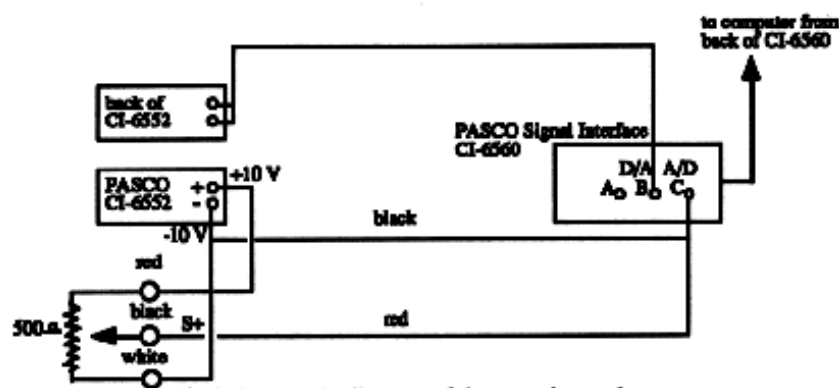 to computer from
back of CI-6560
back of
CI-6552
PASCO Signal Interface
CI-6560
D/A A/D
A B C
PASCO
CI-6552
+
-
+10 V
-10 V
black
red
black
S+
red
500Ω
white